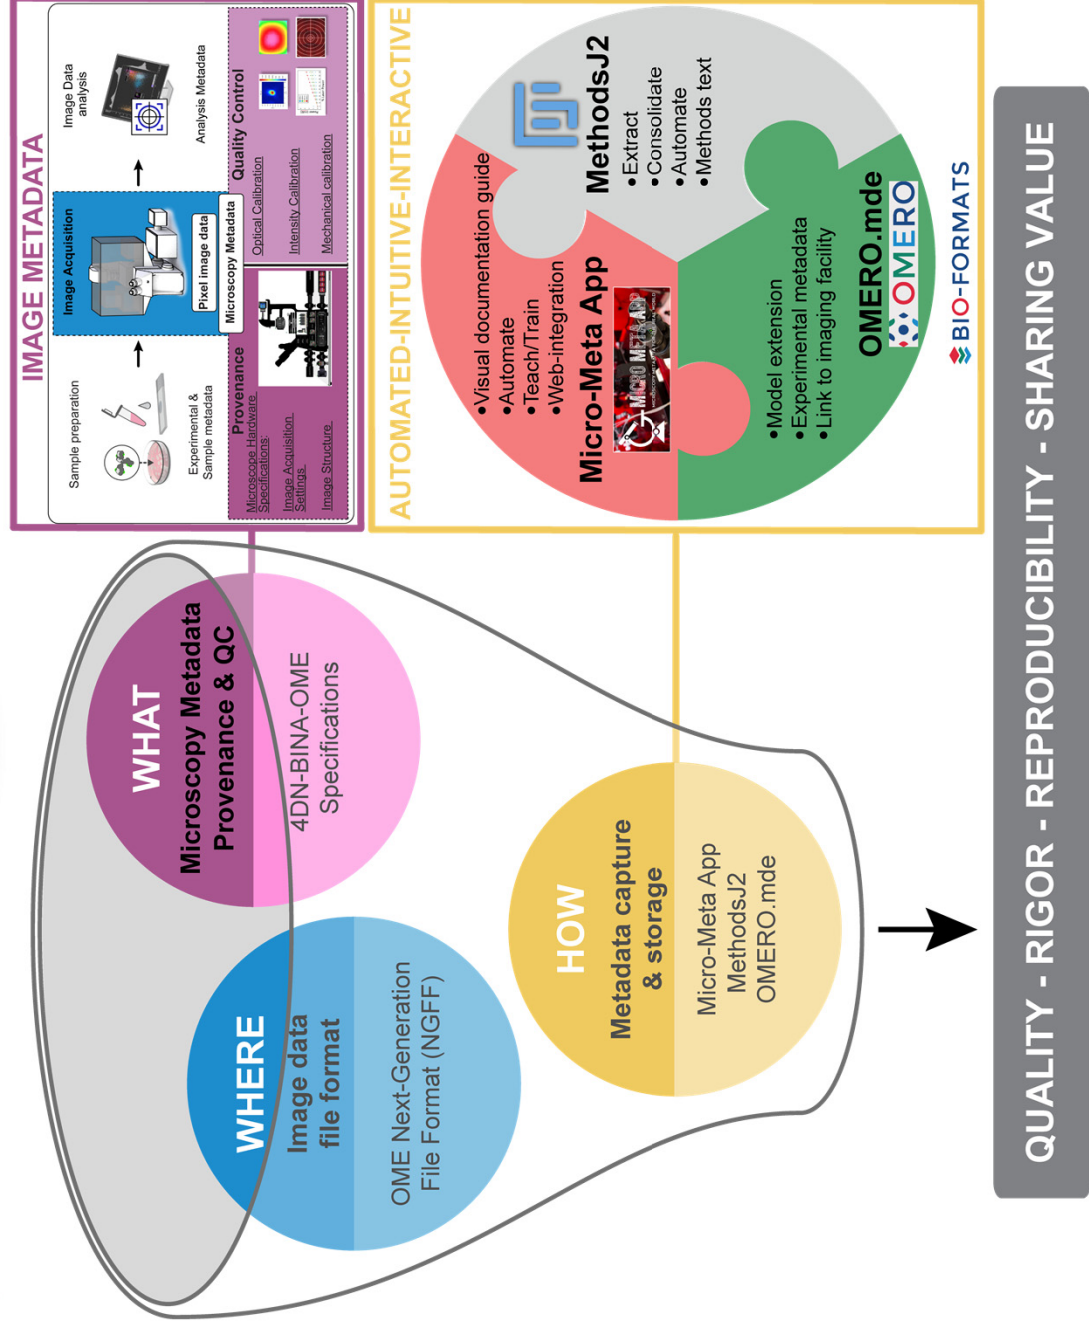 WHERE
Image data
file format
OME Next-Generation
File Format (NGFF)
WHAT
Microscopy Metadata
Provenance & QC
4DN-BINA-OME
Specifications
HOW
Metadata capture
& storage
Micro-Meta App
MethodsJ2
OMERO.mde
IMAGE METADATA
Sample preparation
Experimental &
Sample metadata
Image Acquisition
Pixel image data
Microscopy Metadata
Image Data
analysis
Analysis Metadata
Provenance
Microscope Hardware
Specifications:
Image Acquisition
Settings
Image Structure
Quality Control
Optical Calibration
Intensity Calibration
Mechanical calibration
AUTOMATED-INTUITIVE-INTERACTIVE
•Visual documentation guide
•Automate
•Teach/Train
•Web-integration
Micro-Meta App
MICRO META APP
MethodsJ2
•Extract
•Consolidate
•Automate
•Methods text
•Model extension
•Experimental metadata
•Link to imaging facility
OMERO.mde
OMERO
BIO-FORMATS
QUALITY - RIGOR - REPRODUCIBILITY - SHARING VALUE